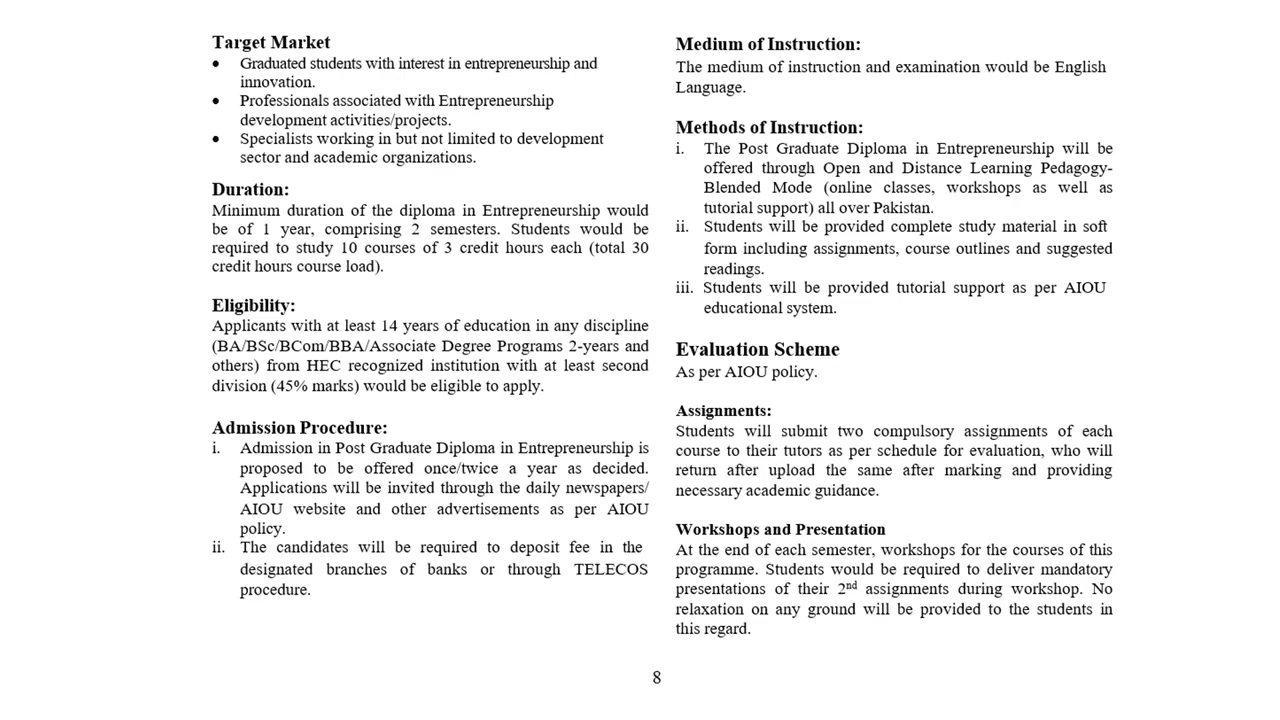 Target Market
• Graduated students with interest in entrepreneurship and
innovation.
• Professionals associated with Entrepreneurship
development activities/projects.
• Specialists working in but not limited to development
sector and academic organizations.
Duration:
Minimum duration of the diploma in Entrepreneurship would
be of 1 year, comprising 2 semesters. Students would be
required to study 10 courses of 3 credit hours each (total 30
credit hours course load).
Eligibility:
Applicants with at least 14 years of education in any discipline
(BA/BSc/BCom/BBA/Associate Degree Programs 2-years and
others) from HEC recognized institution with at least second
division (45% marks) would be eligible to apply.
Admission Procedure:
i. Admission in Post Graduate Diploma in Entrepreneurship is
proposed to be offered once/twice a year as decided.
Applications will be invited through the daily newspapers/
AIOU website and other advertisements as per AIOU
policy.
ii. The candidates will be required to deposit fee in the
designated branches of banks or through TELECOS
procedure.
Medium of Instruction:
The medium of instruction and examination would be English
Language.
Methods of Instruction:
i. The Post Graduate Diploma in Entrepreneurship will be
offered through Open and Distance Learning Pedagogy-
Blended Mode (online classes, workshops as well as
tutorial support) all over Pakistan.
ii. Students will be provided complete study material in soft
form including assignments, course outlines and suggested
readings.
iii. Students will be provided tutorial support as per AIOU
educational system.
Evaluation Scheme
As per AIOU policy.
Assignments:
Students will submit two compulsory assignments of each
course to their tutors as per schedule for evaluation, who will
return after upload the same after marking and providing
necessary academic guidance.
Workshops and Presentation
At the end of each semester, workshops for the courses of this
programme. Students would be required to deliver mandatory
presentations of their 2nd assignments during workshop. No
relaxation on any ground will be provided to the students in
this regard.
8